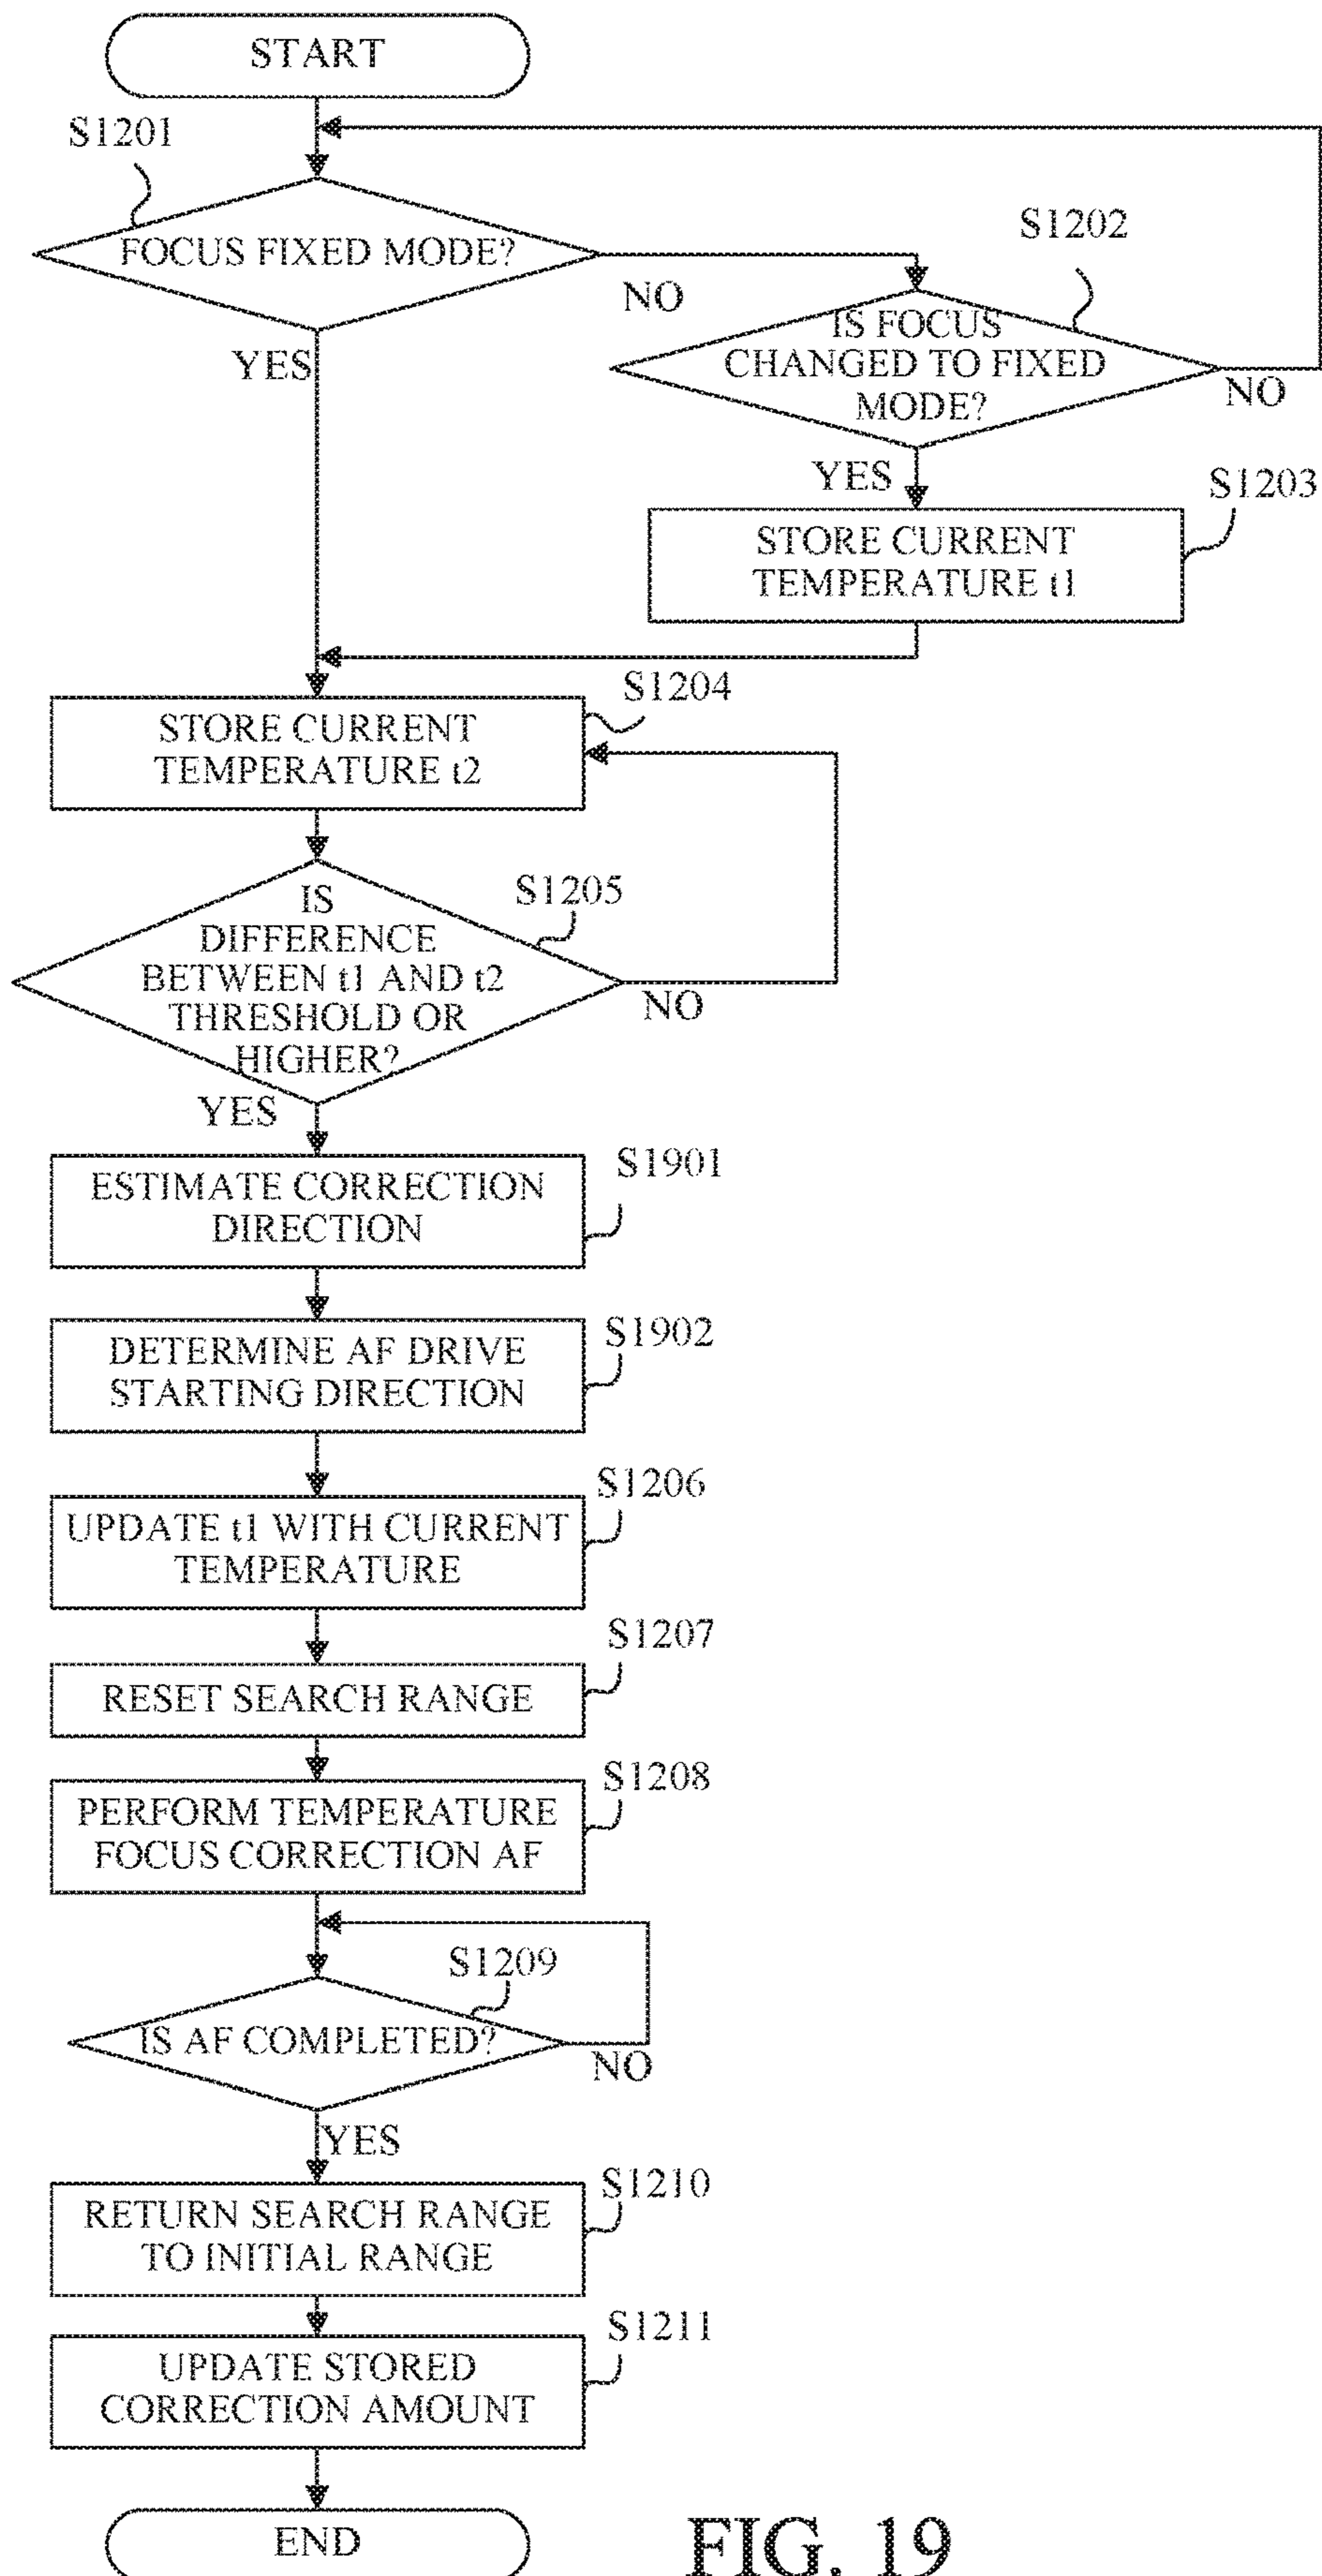 START
S1201
FOCUS FIXED MODE?
NO
YES
S1202
IS FOCUS
CHANGED TO FIXED
MODE?
NO
YES
S1203
STORE CURRENT
TEMPERATURE t1
S1204
STORE CURRENT
TEMPERATURE t2
S1205
IS
DIFFERENCE
BETWEEN t1 AND t2
THRESHOLD OR
HIGHER?
NO
YES
S1901
ESTIMATE CORRECTION
DIRECTION
S1902
DETERMINE AF DRIVE
STARTING DIRECTION
S1206
UPDATE t1 WITH CURRENT
TEMPERATURE
S1207
RESET SEARCH RANGE
S1208
PERFORM TEMPERATURE
FOCUS CORRECTION AF
S1209
IS AF COMPLETED?
NO
YES
S1210
RETURN SEARCH RANGE
TO INITIAL RANGE
S1211
UPDATE STORED
CORRECTION AMOUNT
END
FIG. 19